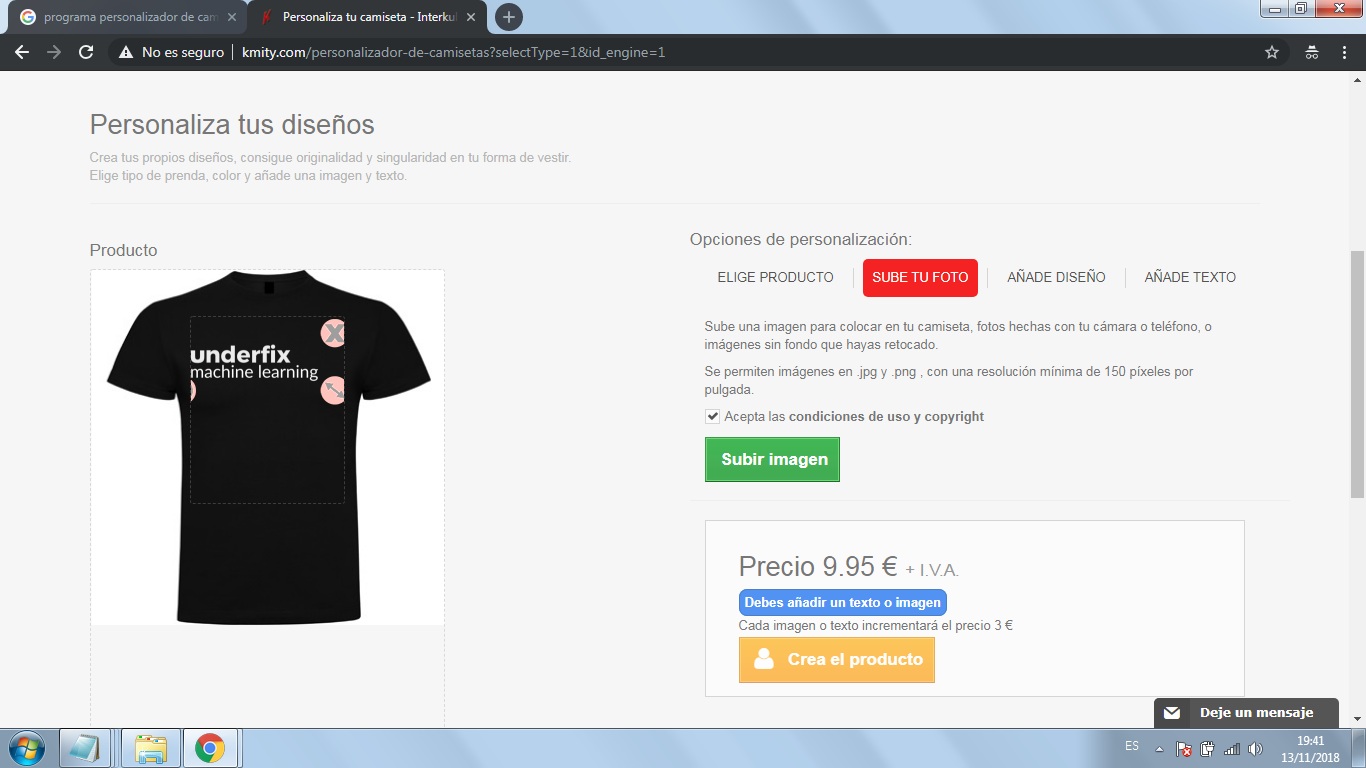 programa personalizador de cam
Personaliza tu camiseta - Interkul
No es seguro
kmity.com/personalizador-de-camisetas?selectType=1&id_engine=1
Personaliza tus diseños
Crea tus propios diseños, consigue originalidad y singularidad en tu forma de vestir.
Elige tipo de prenda, color y añade una imagen y texto.
Producto
underfix
machine learning
Opciones de personalización:
ELIGE PRODUCTO
SUBE TU FOTO
AÑADE DISEÑO
AÑADE TEXTO
Sube una imagen para colocar en tu camiseta, fotos hechas con tu cámara o teléfono, o
imágenes sin fondo que hayas retocado.
Se permiten imágenes en .jpg y .png , con una resolución mínima de 150 píxeles por
pulgada.
Acepta las condiciones de uso y copyright
Subir imagen
Precio 9.95 € + I.V.A.
Debes añadir un texto o imagen
Cada imagen o texto incrementará el precio 3 €
Crea el producto
Deje un mensaje
ES
19:41
13/11/2018